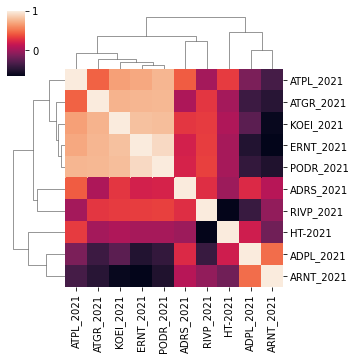 1
0
ATPL_2021
ATGR_2021
KOEI_2021
ERNT_2021
PODR_2021
ADRS_2021
RIVP_2021
HT-2021
ADPL_2021
ARNT_2021
ATPL_2021
ATGR_2021
KOEI_2021
ERNT_2021
PODR_2021
ADRS_2021
RIVP_2021
HT-2021
ADPL_2021
ARNT_2021